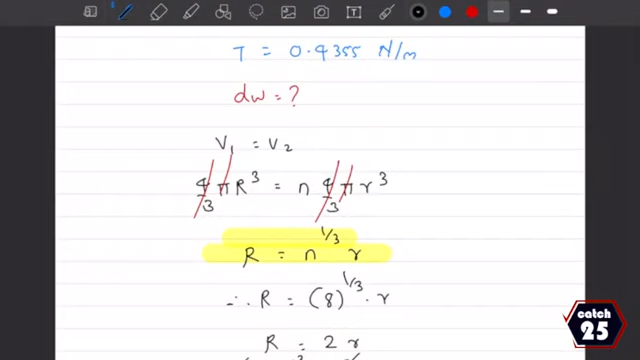 T = 0.4355 N/m
dw = ?
V₁ = V₂
4/3 π R³ = n 4/3 π r³
R = n^1/3 r
∴ R = (8)^1/3 · r
R = 2 r
catch
25